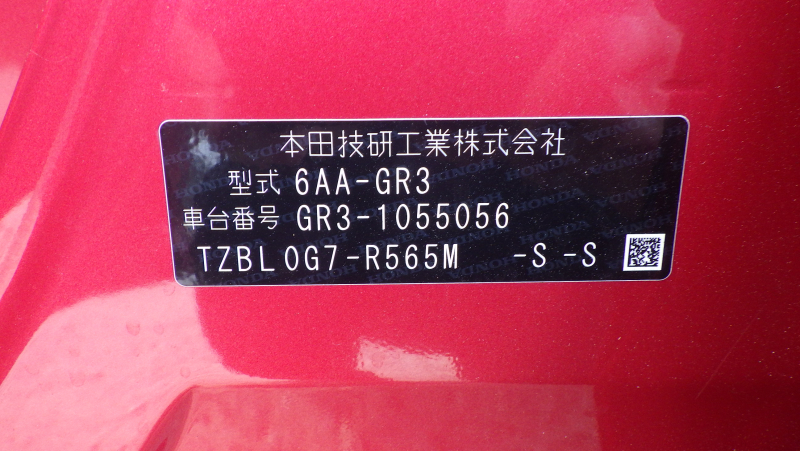 本田技研工業株式会社
型式 6AA-GR3
車台番号 GR3-1055056
TZBL0G7-R565M -S -S